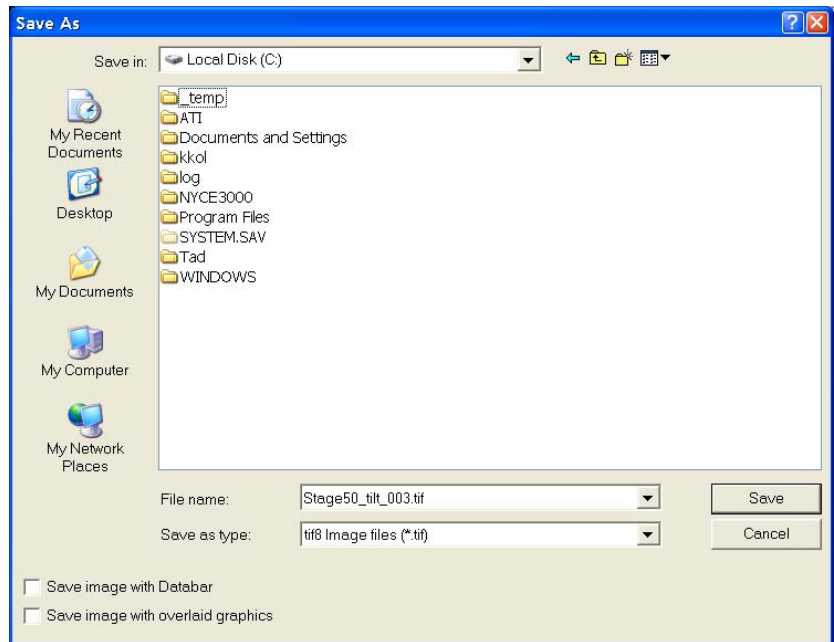 Save As
Save in:
Local Disk (C:)
My Recent
Documents
Desktop
My Documents
My Computer
My Network
Places
_temp
ATI
Documents and Settings
kkol
log
NYCE3000
Program Files
SYSTEM.SAV
Tad
WINDOWS
File name:
Stage50_tilt_003.tif
Save
Save as type:
tif8 Image files (*.tif)
Cancel
Save image with Databar
Save image with overlaid graphics